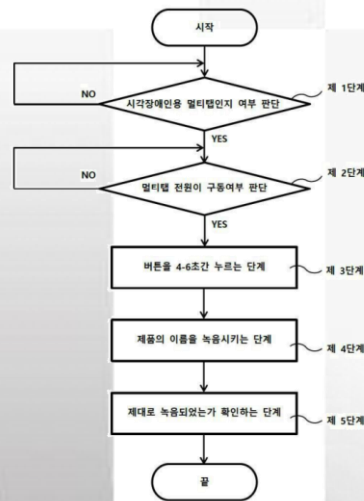 시작
NO
시각장애인용 멀티탭인지 여부 판단
제 1단계
YES
NO
멀티탭 전원이 구동여부 판단
제 2단계
YES
버튼을 4-6초간 누르는 단계
제 3단계
제품의 이름을 녹음시키는 단계
제 4단계
제대로 녹음되었는가 확인하는 단계
제 5단계
끝